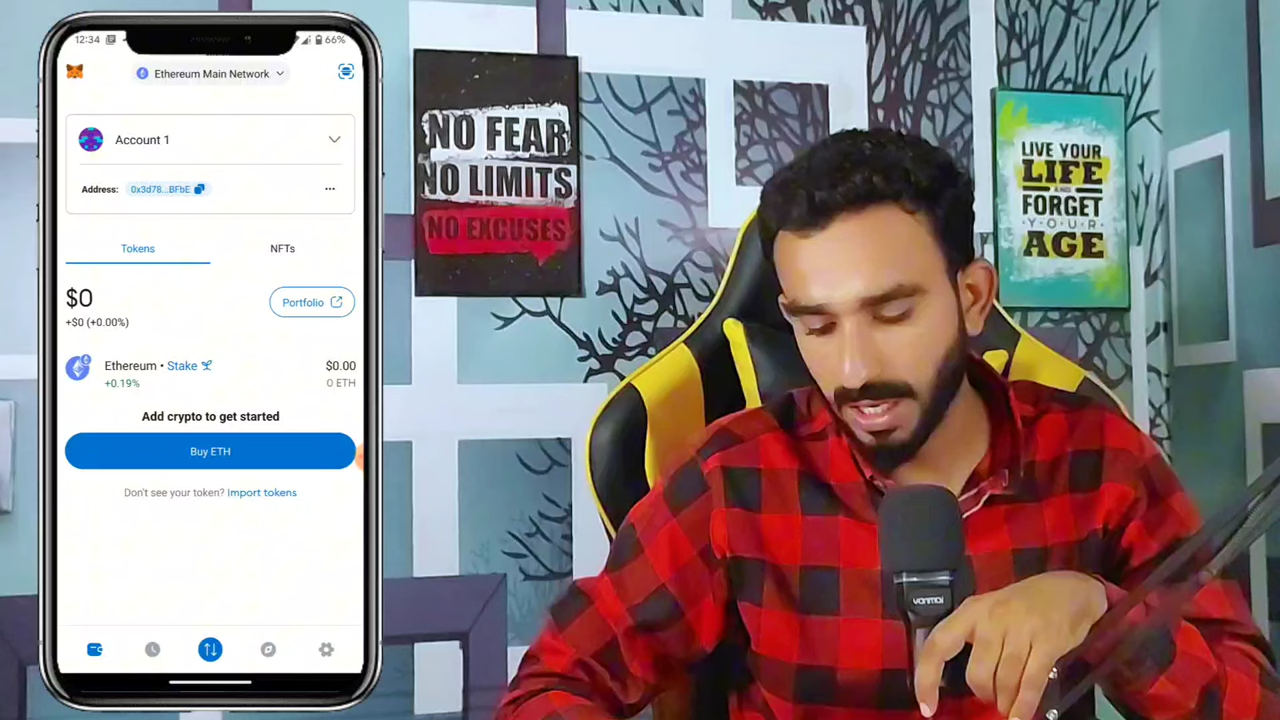 12:34
66%
Ethereum Main Network
Account 1
Address: 0x3d78...BFbE
Tokens
NFTs
$0
Portfolio
+$0 (+0.00%)
Ethereum • Stake
$0.00
+0.19%
0 ETH
Add crypto to get started
Buy ETH
Don't see your token? Import tokens
NO FEAR
NO LIMITS
NO EXCUSES
LIVE YOUR
LIFE
AND
FORGET
YOUR
AGE
YANMAI